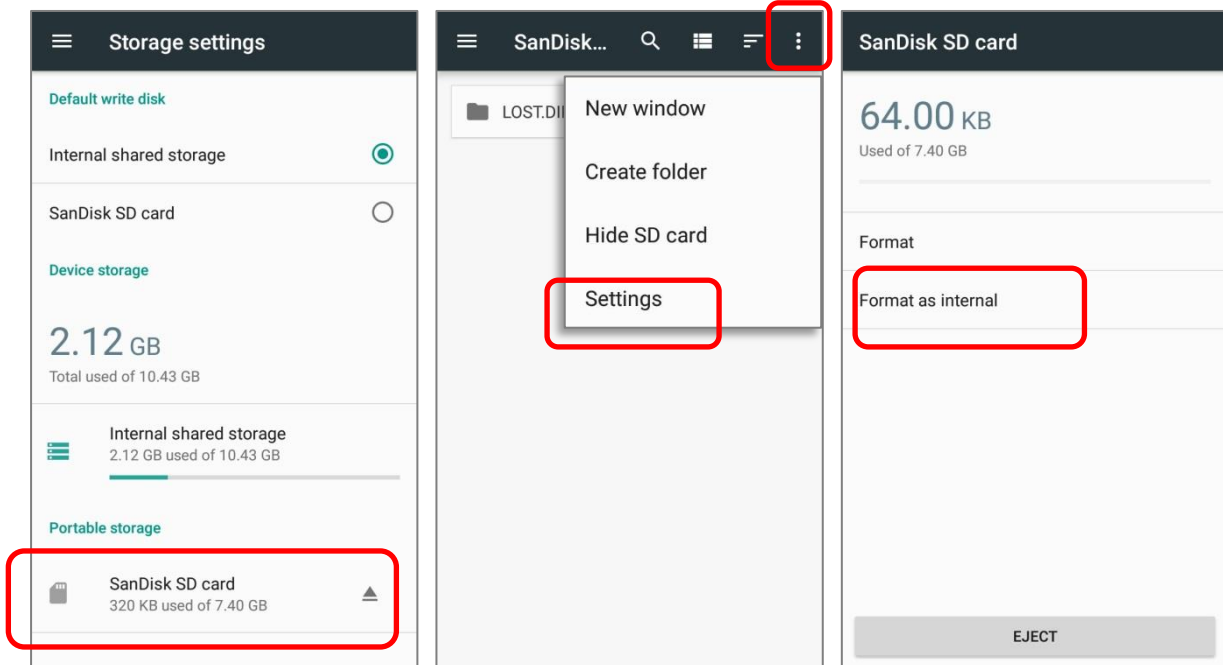 Storage settings
Default write disk
Internal shared storage
SanDisk SD card
Device storage
2.12 GB
Total used of 10.43 GB
Internal shared storage
2.12 GB used of 10.43 GB
Portable storage
SanDisk SD card
320 KB used of 7.40 GB
SanDisk...
LOST.DI
New window
Create folder
Hide SD card
Settings
SanDisk SD card
64.00 KB
Used of 7.40 GB
Format
Format as internal
EJECT